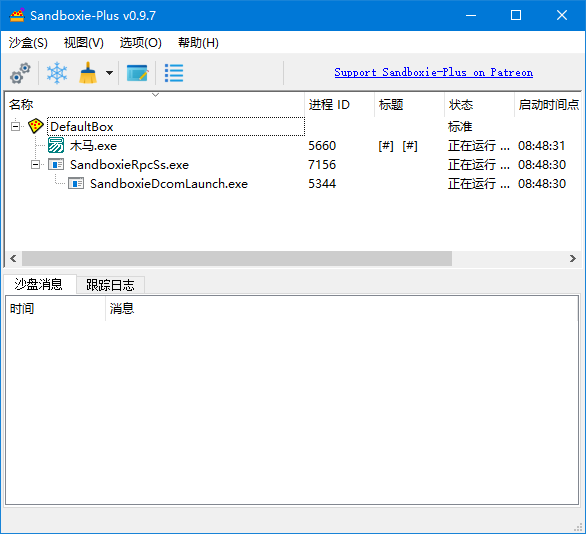 Sandboxie-Plus v0.9.7
沙盒(S) 视图(V) 选项(O) 帮助(H)
Support Sandboxie-Plus on Patreon
名称 进程 ID 标题 状态 启动时间点
DefaultBox 标准
木马.exe 5660 [#] [#] 正在运行 ... 08:48:31
SandboxieRpcSs.exe 7156 正在运行 ... 08:48:30
SandboxieDcomLaunch.exe 5344 正在运行 ... 08:48:30
沙盘消息 跟踪日志
时间 消息